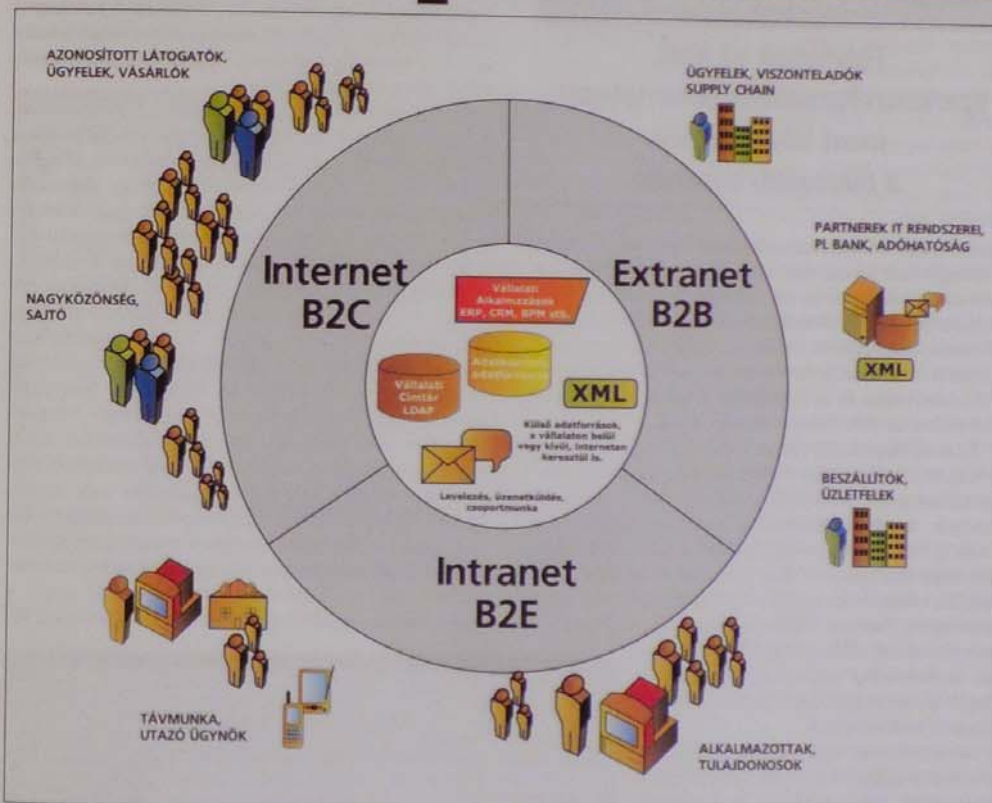 AZONOSÍTOTT LÁTOGATÓK,
ÜGYFELEK, VÁSÁRLÓK
ÜGYFELEK, VISZONTELADÓK
SUPPLY CHAIN
PARTNEREK IT RENDSZEREI,
PL BANK, ADÓHATÓSÁG
XML
NAGYKÖZÖNSÉG,
SAJTÓ
Internet
B2C
Extranet
B2B
Vállalati
Alkalmazások
ERP, CRM, BPM stb.
adatforrások
Vállalati
Címtár
LDAP
XML
Külső adatforrások,
a vállalaton belül
vagy kívül, interneten
keresztül is.
Levelezés, üzenetküldés,
csoportmunka
BESZÁLLÍTÓK,
ÜZLETFELEK
Intranet
B2E
TÁVMUNKA,
UTAZÓ ÜGYNÖK
ALKALMAZOTTAK,
TULAJDONOSOK